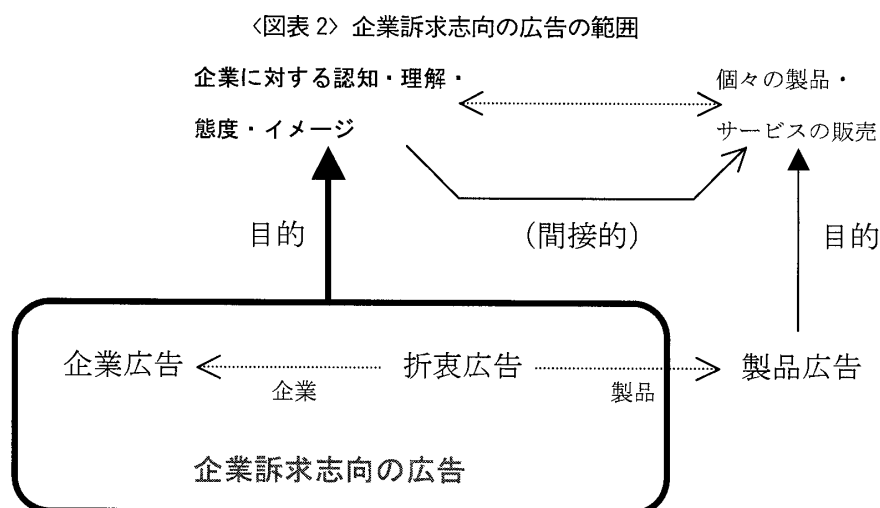 〈図表2〉 企業訴求志向の広告の範囲
企業に対する認知・理解・
態度・イメージ
個々の製品・
サービスの販売
目的
(間接的)
目的
企業広告
企業
折衷広告
製品
製品広告
企業訴求志向の広告